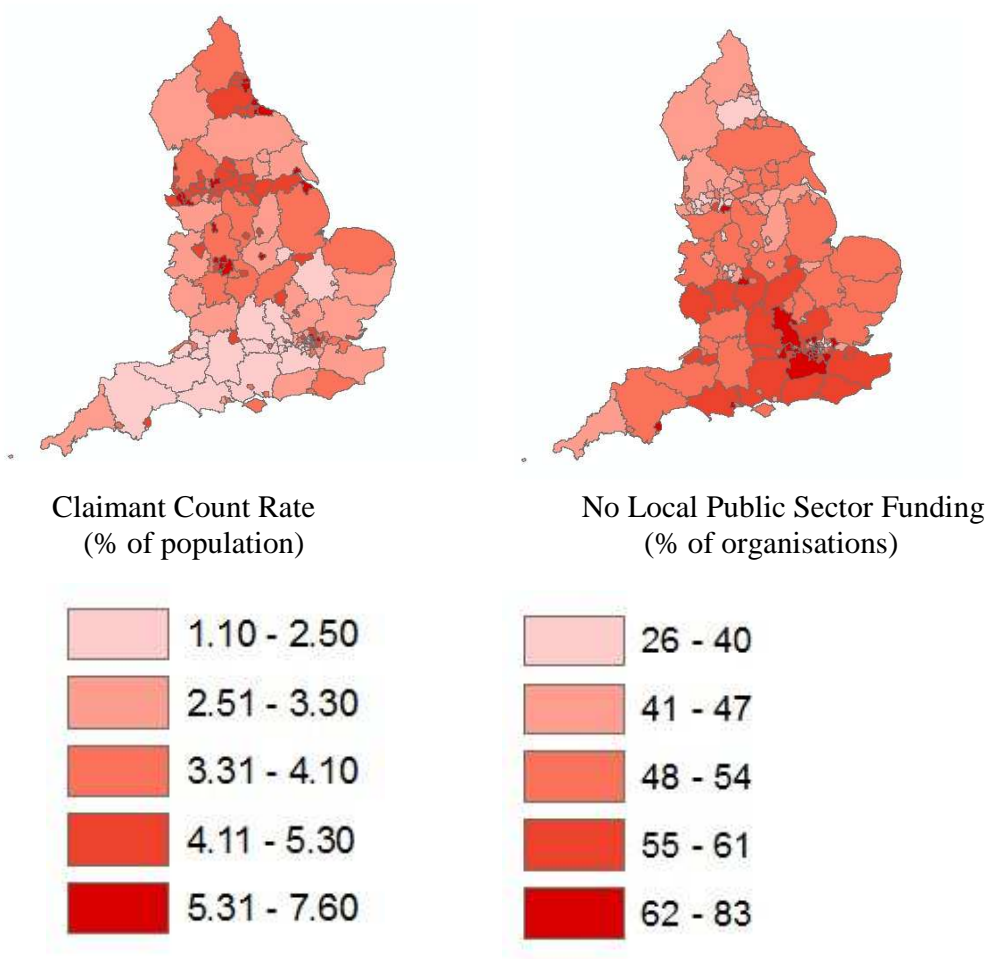 Claimant Count Rate
(% of population)
No Local Public Sector Funding
(% of organisations)
1.10 - 2.50
2.51 - 3.30
3.31 - 4.10
4.11 - 5.30
5.31 - 7.60
26 - 40
41 - 47
48 - 54
55 - 61
62 - 83